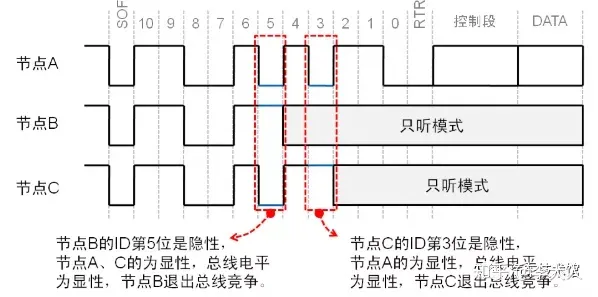 SOF 10 9 8 7 6 5 4 3 2 1 0 RTR 控制段 DATA
节点A
节点B 只听模式
节点C 只听模式
节点B的ID第5位是隐性,
节点A、C的为显性，总线电平
为显性，节点B退出总线竞争。
节点C的ID第3位是隐性,
节点A的为显性，总线电平
为显性，节点C退出总线竞争。